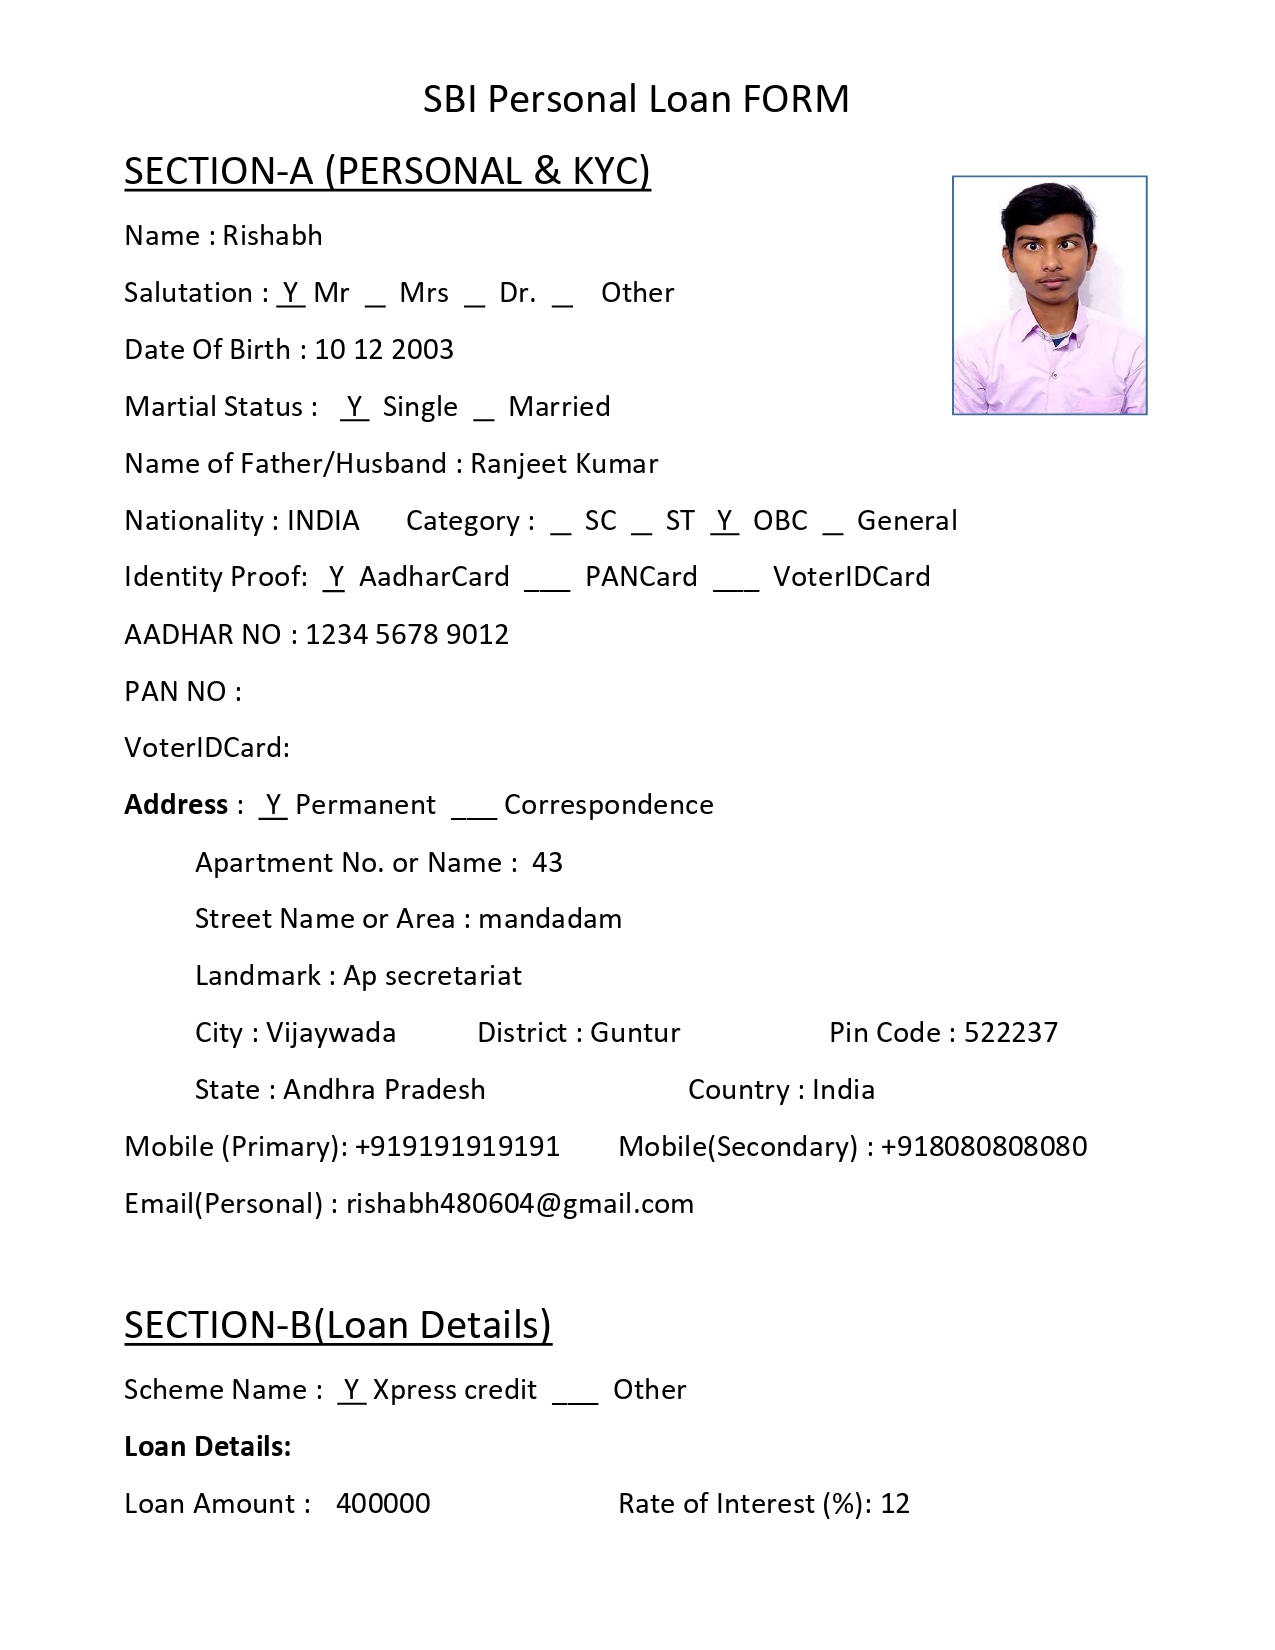 SBI Personal Loan FORM
SECTION-A (PERSONAL & KYC)
Name : Rishabh
Salutation : Y Mr _ Mrs _ Dr. _ Other
Date Of Birth : 10 12 2003
Martial Status : Y Single _ Married
Name of Father/Husband : Ranjeet Kumar
Nationality : INDIA Category : _ SC _ ST Y OBC _ General
Identity Proof: Y AadharCard ___ PANCard ___ VoterIDCard
AADHAR NO : 1234 5678 9012
PAN NO :
VoterIDCard:
Address : Y Permanent ___ Correspondence
Apartment No. or Name : 43
Street Name or Area : mandadam
Landmark : Ap secretariat
City : Vijaywada District : Guntur Pin Code : 522237
State : Andhra Pradesh Country : India
Mobile (Primary): +919191919191 Mobile(Secondary) : +918080808080
Email(Personal) : rishabh480604@gmail.com
SECTION-B(Loan Details)
Scheme Name : Y Xpress credit ___ Other
Loan Details:
Loan Amount : 400000 Rate of Interest (%): 12